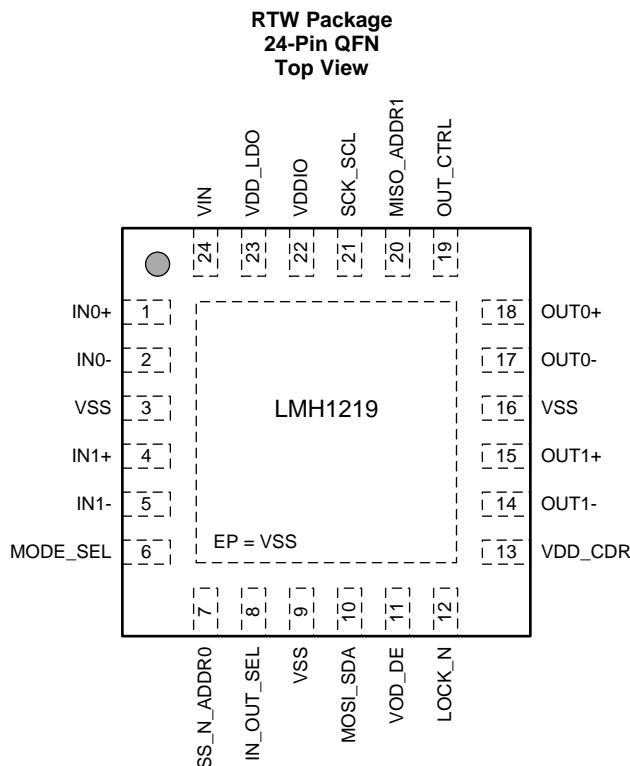 RTW Package
24-Pin QFN
Top View
VIN
VDD_LDO
VDDIO
SCK_SCL
MISO_ADDR1
OUT_CTRL
24
23
22
21
20
19
IN0+ 1
18 OUT0+
IN0- 2
17 OUT0-
VSS 3
16 VSS
LMH1219
IN1+ 4
15 OUT1+
IN1- 5
14 OUT1-
MODE_SEL 6
EP = VSS
13 VDD_CDR
7
8
9
10
11
12
SS_N_ADDR0
IN_OUT_SEL
VSS
MOSI_SDA
VOD_DE
LOCK_N